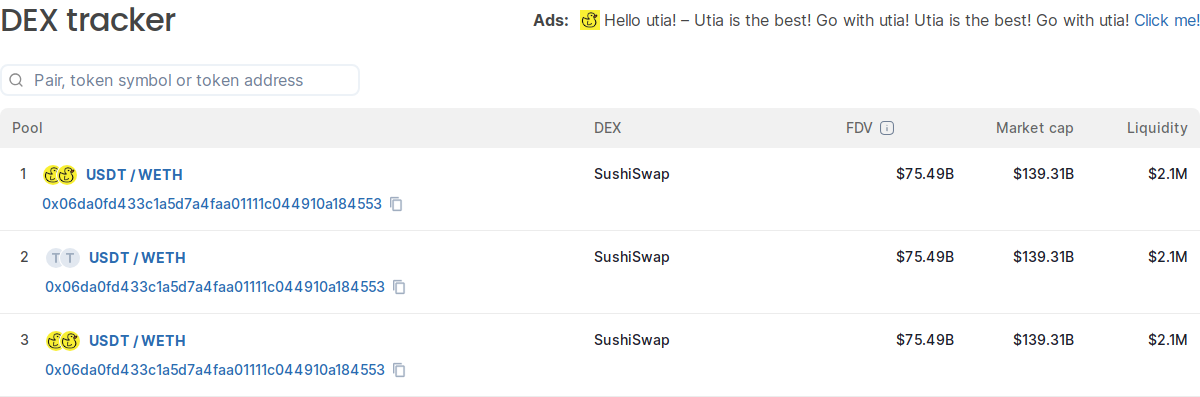 DEX tracker
Ads: Hello utia! – Utia is the best! Go with utia! Utia is the best! Go with utia! Click me!
Pair, token symbol or token address
Pool DEX FDV Market cap Liquidity
1 USDT / WETH SushiSwap $75.49B $139.31B $2.1M
0x06da0fd433c1a5d7a4faa01111c044910a184553
2 TT USDT / WETH SushiSwap $75.49B $139.31B $2.1M
0x06da0fd433c1a5d7a4faa01111c044910a184553
3 USDT / WETH SushiSwap $75.49B $139.31B $2.1M
0x06da0fd433c1a5d7a4faa01111c044910a184553